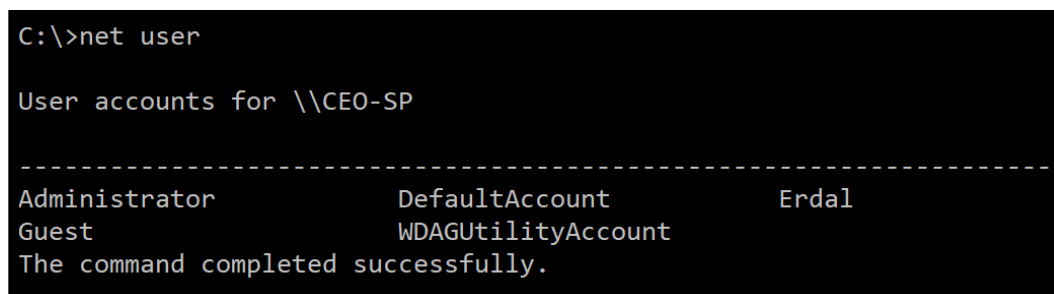 C:\>net user
User accounts for \\CEO-SP
-------------------------------------------------------------------
Administrator            DefaultAccount           Erdal
Guest                    WDAGUtilityAccount
The command completed successfully.